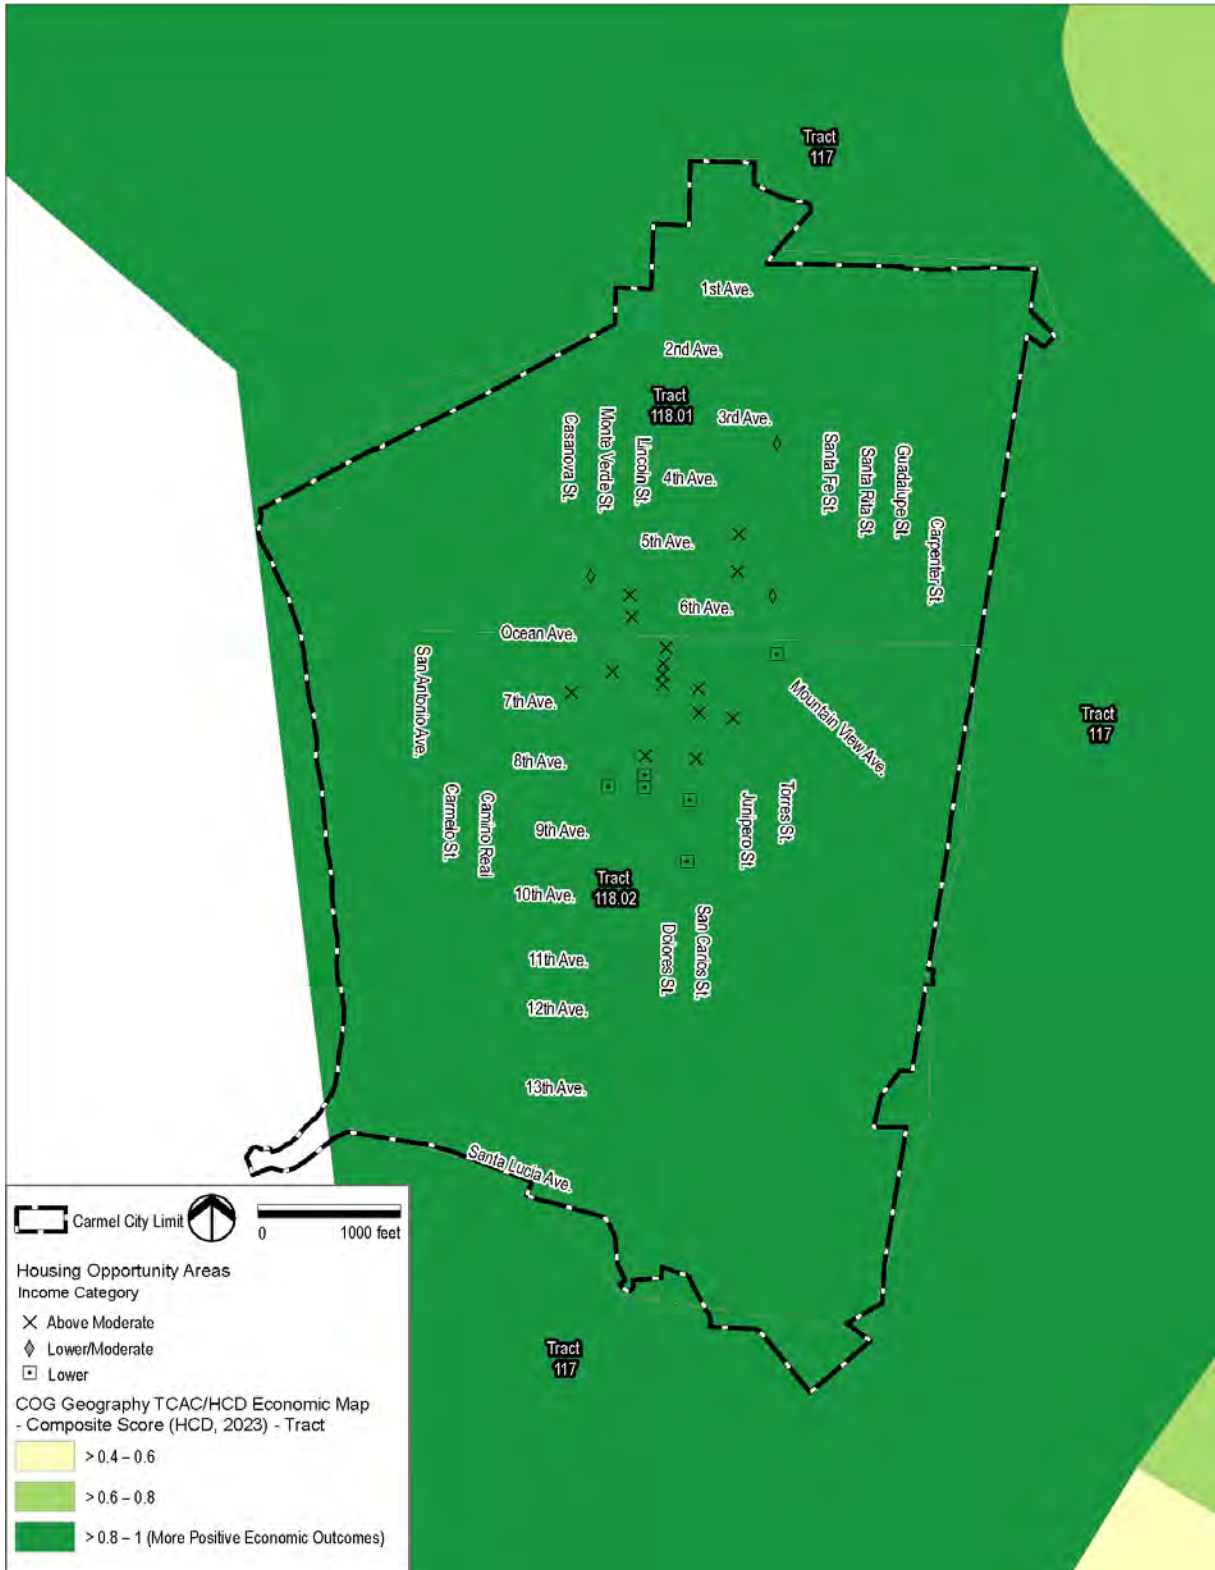 Tract
117
1st Ave.
2nd Ave.
Tract
118.01
3rd Ave.
Casanova St.
Monte Verde St.
Lincoln St.
4th Ave.
Santa Fe St.
Santa Rita St.
Guadalupe St.
Carpenter St.
5th Ave.
6th Ave.
Ocean Ave.
San Antonio Ave.
7th Ave.
Mountain View Ave.
Tract
117
8th Ave.
Carmelo St.
Camino Real
9th Ave.
Junipero St.
Torres St.
Tract
118.02
10th Ave.
Dolores St.
San Carlos St.
11th Ave.
12th Ave.
13th Ave.
Santa Lucia Ave.
Tract
117
Carmel City Limit
0 1000 feet
Housing Opportunity Areas
Income Category
Above Moderate
Lower/Moderate
Lower
COG Geography TCAC/HCD Economic Map
- Composite Score (HCD, 2023) - Tract
> 0.4 – 0.6
> 0.6 – 0.8
> 0.8 – 1 (More Positive Economic Outcomes)